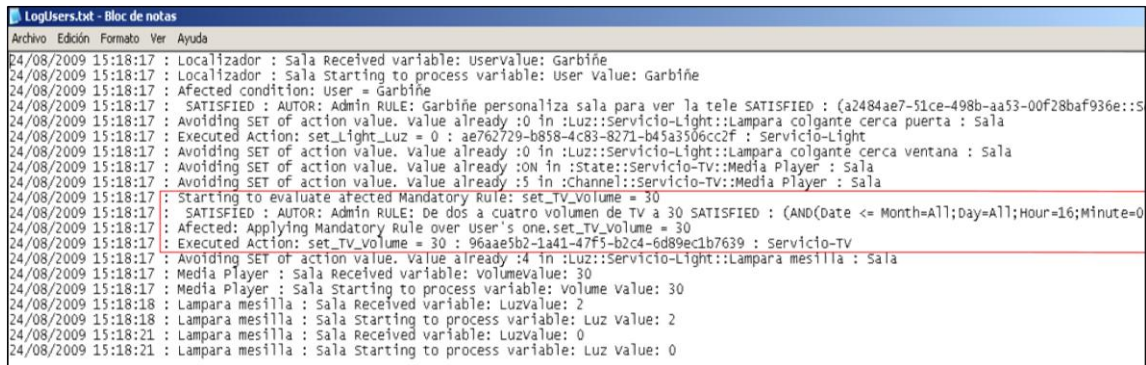 LogUsers.txt - Bloc de notas
Archivo Edición Formato Ver Ayuda
24/08/2009 15:18:17 : Localizador : Sala Received variable: UserValue: Garbiñe
24/08/2009 15:18:17 : Localizador : Sala Starting to process variable: User Value: Garbiñe
24/08/2009 15:18:17 : Afected condition: User = Garbiñe
24/08/2009 15:18:17 : SATISFIED : AUTOR: Admin RULE: Garbiñe personaliza sala para ver la tele SATISFIED : (a2484ae7-51ce-498b-aa53-00f28baf936e::S
24/08/2009 15:18:17 : Avoiding SET of action value. Value already :0 in :Luz::Servicio-Light::Lampara colgante cerca puerta : Sala
24/08/2009 15:18:17 : Executed Action: set_Light_Luz = 0 : ae762729-b858-4c83-8271-b45a3506cc2f : Servicio-Light
24/08/2009 15:18:17 : Avoiding SET of action value. Value already :0 in :Luz::Servicio-Light::Lampara colgante cerca ventana : Sala
24/08/2009 15:18:17 : Avoiding SET of action value. Value already :ON in :State::Servicio-TV::Media Player : Sala
24/08/2009 15:18:17 : Avoiding SET of action value. Value already :5 in :Channel::Servicio-TV::Media Player : Sala
24/08/2009 15:18:17 : Starting to evaluate afected Mandatory Rule: set_TV_Volume = 30
24/08/2009 15:18:17 : SATISFIED : AUTOR: Admin RULE: De dos a cuatro volumen de TV a 30 SATISFIED : (AND(Date <= Month=All;Day=All;Hour=16;Minute=0
24/08/2009 15:18:17 : Afected: Applying Mandatory Rule over User's one.set_TV_Volume = 30
24/08/2009 15:18:17 : Executed Action: set_TV_Volume = 30 : 96aae5b2-1a41-47f5-b2c4-6d89ec1b7639 : Servicio-TV
24/08/2009 15:18:17 : Avoiding SET of action value. Value already :4 in :Luz::Servicio-Light::Lampara mesilla : Sala
24/08/2009 15:18:17 : Media Player : Sala Received variable: VolumeValue: 30
24/08/2009 15:18:17 : Media Player : Sala Starting to process variable: Volume Value: 30
24/08/2009 15:18:18 : Lampara mesilla : Sala Received variable: LuzValue: 2
24/08/2009 15:18:18 : Lampara mesilla : Sala Starting to process variable: Luz Value: 2
24/08/2009 15:18:21 : Lampara mesilla : Sala Received variable: LuzValue: 0
24/08/2009 15:18:21 : Lampara mesilla : Sala Starting to process variable: Luz Value: 0